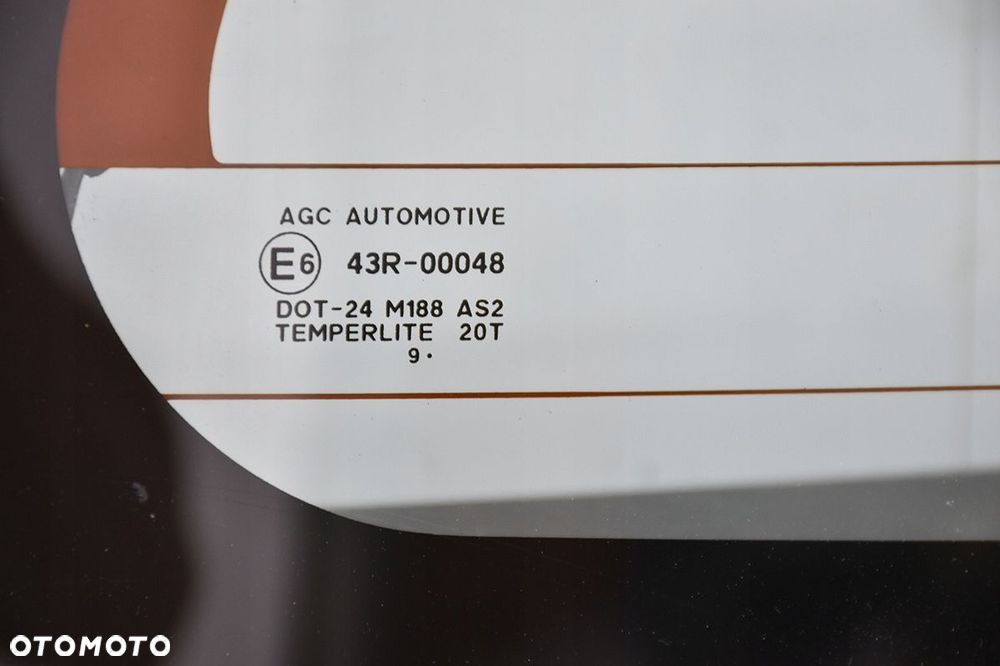 AGC AUTOMOTIVE
E6 43R-00048
DOT-24 M188 AS2
TEMPERLITE 20T
9.
OTOMOTO